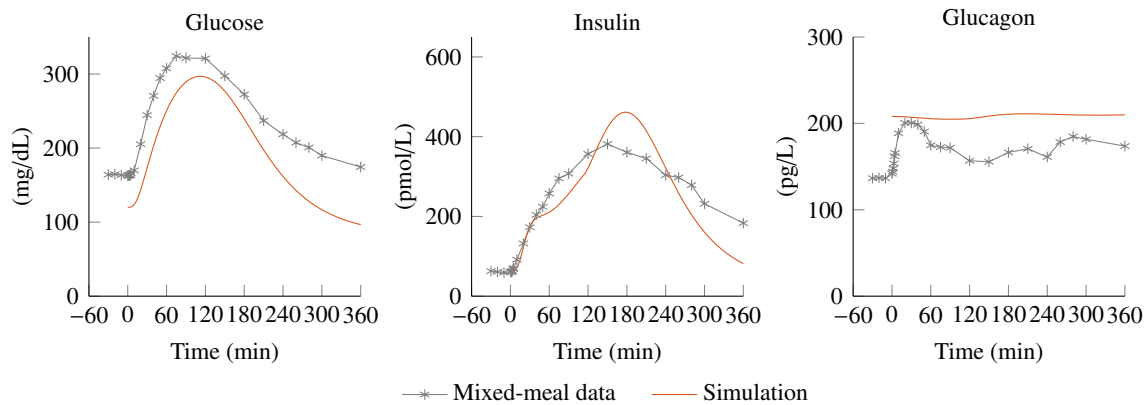 Glucose
300
200
100
0
(mg/dL)
−60 0 60 120 180 240 300 360
Time (min)
Insulin
600
400
200
0
(pmol/L)
−60 0 60 120 180 240 300 360
Time (min)
Glucagon
300
200
100
0
(pg/L)
−60 0 60 120 180 240 300 360
Time (min)
Mixed-meal data Simulation